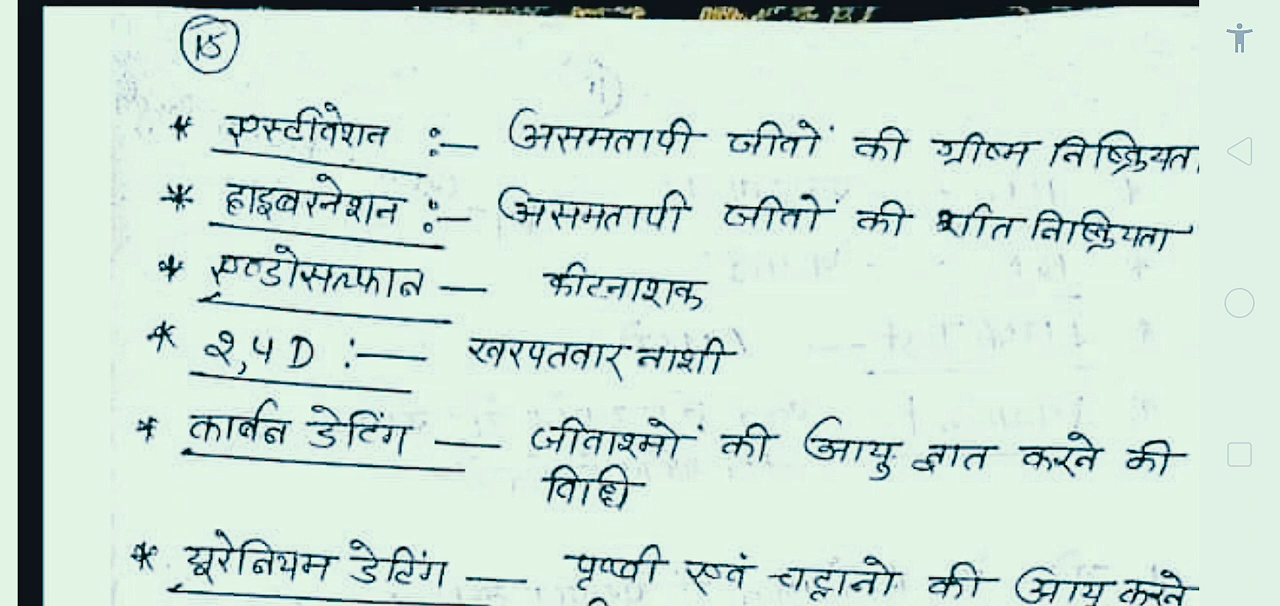 15
* एस्टीवेशन :— असमतापी जीवों की ग्रीष्म निष्क्रियत
* हाइबरनेशन :— असमतापी जीवों की शीत निष्क्रियता
* एण्डोसल्फान — कीटनाशक
* 2,4 D :— खरपतवार नाशी
* कार्बन डेटिंग — जीवाश्मों की आयु ज्ञात करने की
विधि
* यूरेनियम डेटिंग — पृथ्वी एवं चट्टानो की आयु करने